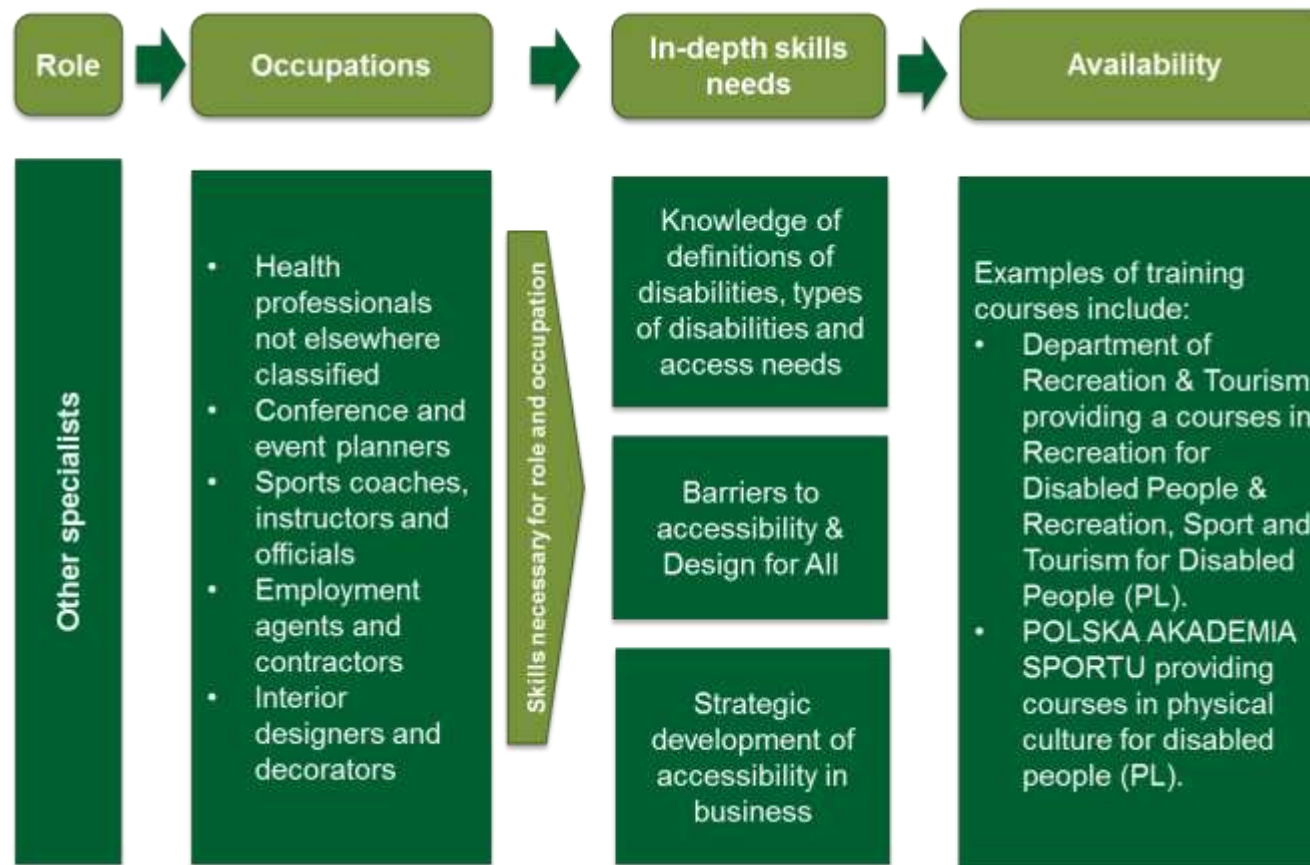 Role
Occupations
In-depth skills
needs
Availability
Other specialists
• Health
professionals
not elsewhere
classified
• Conference and
event planners
• Sports coaches,
instructors and
officials
• Employment
agents and
contractors
• Interior
designers and
decorators
Skills necessary for role and occupation
Knowledge of
definitions of
disabilities, types
of disabilities and
access needs
Barriers to
accessibility &
Design for All
Strategic
development of
accessibility in
business
Examples of training
courses include:
• Department of
Recreation & Tourism
providing a courses in
Recreation for
Disabled People &
Recreation, Sport and
Tourism for Disabled
People (PL).
• POLSKA AKADEMIA
SPORTU providing
courses in physical
culture for disabled
people (PL).